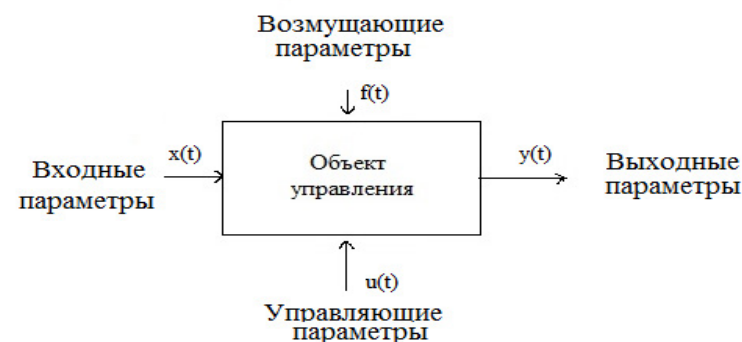 Возмущающие
параметры
f(t)
x(t)
Входные
параметры
Объект
управления
y(t)
Выходные
параметры
u(t)
Управляющие
параметры